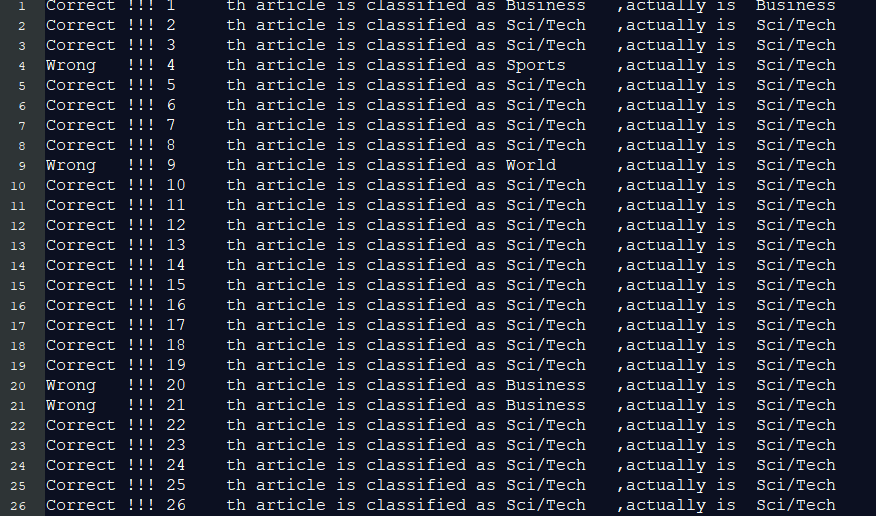 1 Correct !!! 1 th article is classified as Business ,actually is Business
2 Correct !!! 2 th article is classified as Sci/Tech ,actually is Sci/Tech
3 Correct !!! 3 th article is classified as Sci/Tech ,actually is Sci/Tech
4 Wrong !!! 4 th article is classified as Sports ,actually is Sci/Tech
5 Correct !!! 5 th article is classified as Sci/Tech ,actually is Sci/Tech
6 Correct !!! 6 th article is classified as Sci/Tech ,actually is Sci/Tech
7 Correct !!! 7 th article is classified as Sci/Tech ,actually is Sci/Tech
8 Correct !!! 8 th article is classified as Sci/Tech ,actually is Sci/Tech
9 Wrong !!! 9 th article is classified as World ,actually is Sci/Tech
10 Correct !!! 10 th article is classified as Sci/Tech ,actually is Sci/Tech
11 Correct !!! 11 th article is classified as Sci/Tech ,actually is Sci/Tech
12 Correct !!! 12 th article is classified as Sci/Tech ,actually is Sci/Tech
13 Correct !!! 13 th article is classified as Sci/Tech ,actually is Sci/Tech
14 Correct !!! 14 th article is classified as Sci/Tech ,actually is Sci/Tech
15 Correct !!! 15 th article is classified as Sci/Tech ,actually is Sci/Tech
16 Correct !!! 16 th article is classified as Sci/Tech ,actually is Sci/Tech
17 Correct !!! 17 th article is classified as Sci/Tech ,actually is Sci/Tech
18 Correct !!! 18 th article is classified as Sci/Tech ,actually is Sci/Tech
19 Correct !!! 19 th article is classified as Sci/Tech ,actually is Sci/Tech
20 Wrong !!! 20 th article is classified as Business ,actually is Sci/Tech
21 Wrong !!! 21 th article is classified as Business ,actually is Sci/Tech
22 Correct !!! 22 th article is classified as Sci/Tech ,actually is Sci/Tech
23 Correct !!! 23 th article is classified as Sci/Tech ,actually is Sci/Tech
24 Correct !!! 24 th article is classified as Sci/Tech ,actually is Sci/Tech
25 Correct !!! 25 th article is classified as Sci/Tech ,actually is Sci/Tech
26 Correct !!! 26 th article is classified as Sci/Tech ,actually is Sci/Tech